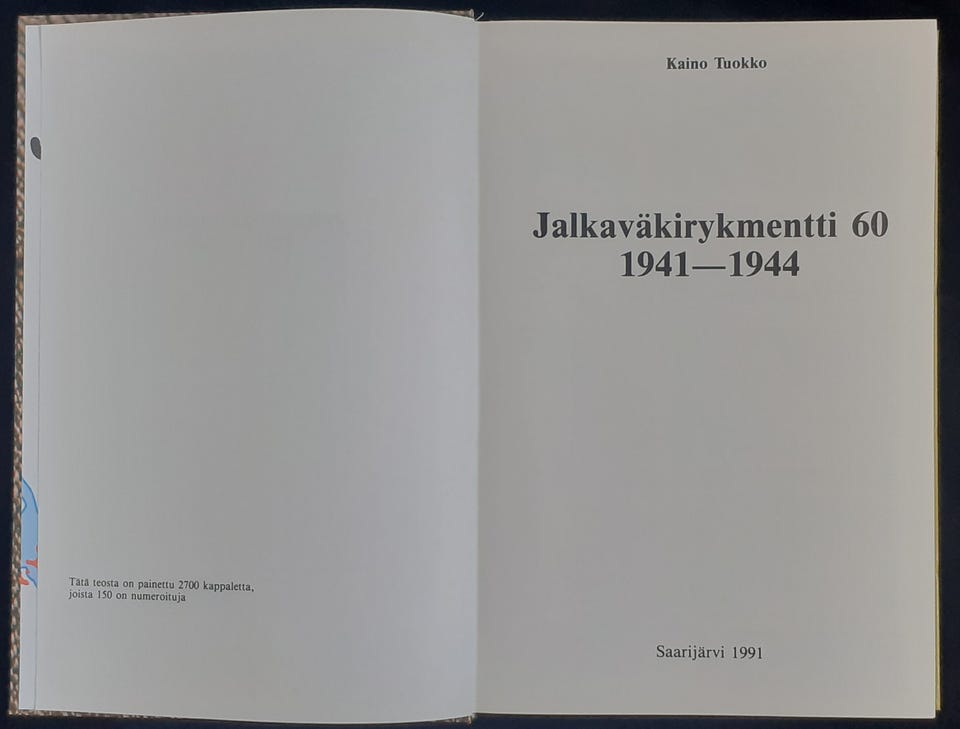 Tätä teosta on painettu 2700 kappaletta,
joista 150 on numeroituja
Kaino Tuokko
Jalkaväkirykmentti 60
1941—1944
Saarijärvi 1991